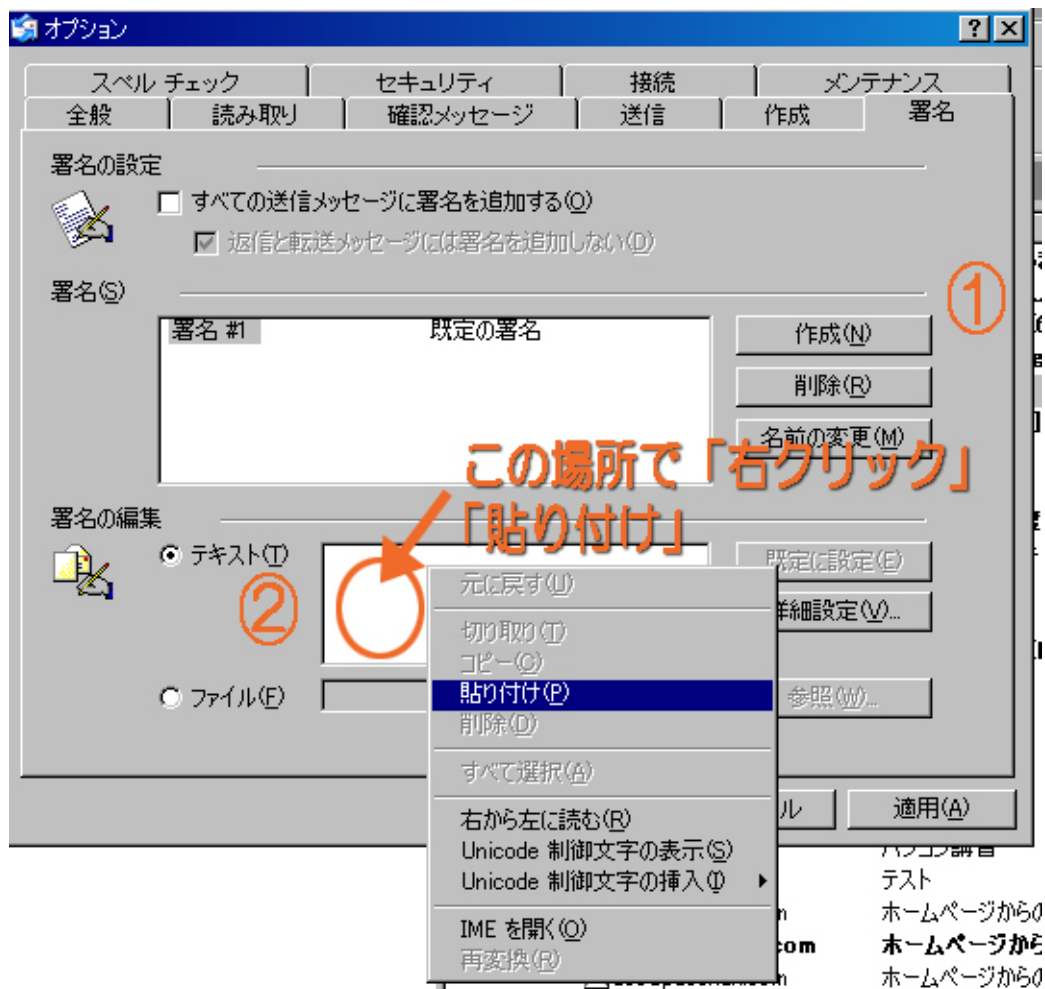 オプション
スペル チェック セキュリティ 接続 メンテナンス
全般 読み取り 確認メッセージ 送信 作成 署名
署名の設定
すべての送信メッセージに署名を追加する(O)
返信と転送メッセージには署名を追加しない(D)
署名(S)
①
署名 #1 既定の署名
作成(N)
削除(R)
名前の変更(M)
この場所で「右クリック」
「貼り付け」
署名の編集
テキスト(T)
②
既定に設定(E)
詳細設定(V)...
ファイル(F)
参照(W)...
元に戻す(U)
切り取り(T)
コピー(C)
貼り付け(P)
削除(D)
すべて選択(A)
右から左に読む(R)
Unicode 制御文字の表示(S)
Unicode 制御文字の挿入(I)
IME を開く(O)
再変換(R)
ル 適用(A)
パソコン講習
テスト
ホームページからの
ホームページから
ホームページからの